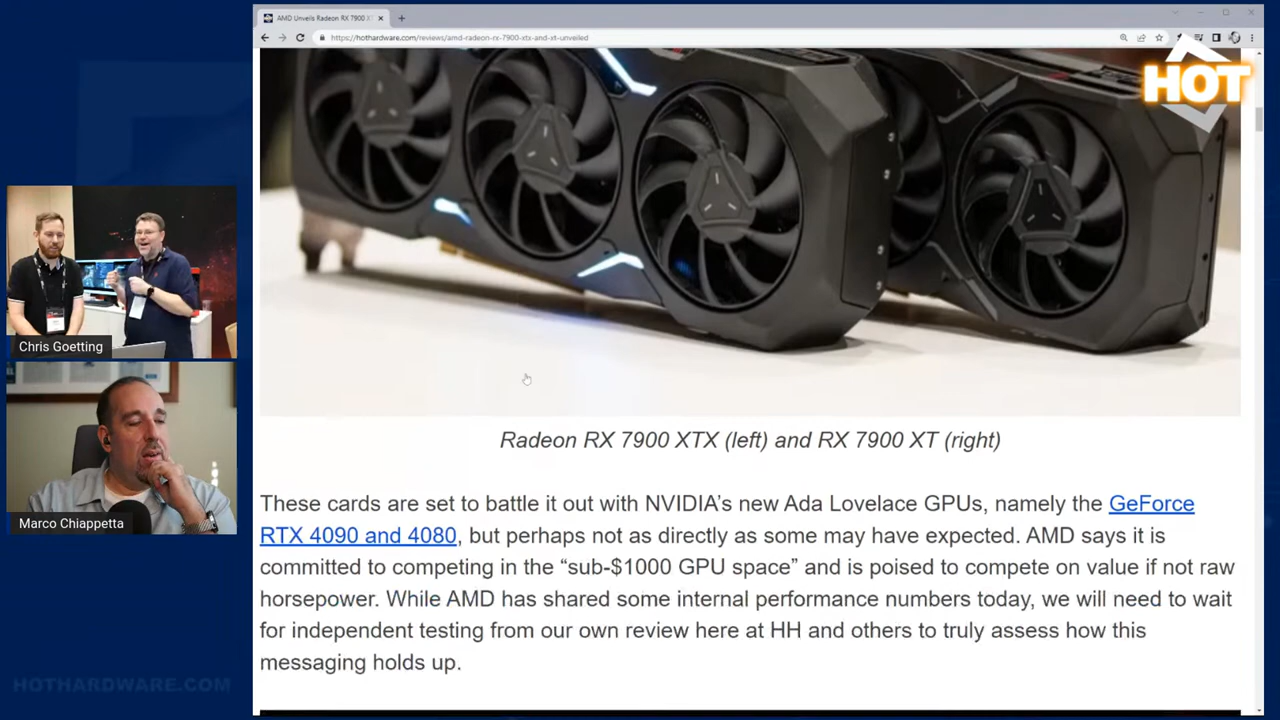 AMD Unveils Radeon RX 7900 XT
https://hothardware.com/reviews/amd-radeon-rx-7900-xtx-and-xt-unveiled
HOT
Chris Goetting
Marco Chiappetta
Radeon RX 7900 XTX (left) and RX 7900 XT (right)
These cards are set to battle it out with NVIDIA’s new Ada Lovelace GPUs, namely the GeForce
RTX 4090 and 4080, but perhaps not as directly as some may have expected. AMD says it is
committed to competing in the “sub-$1000 GPU space” and is poised to compete on value if not raw
horsepower. While AMD has shared some internal performance numbers today, we will need to wait
for independent testing from our own review here at HH and others to truly assess how this
messaging holds up.
HOTHARDWARE.COM